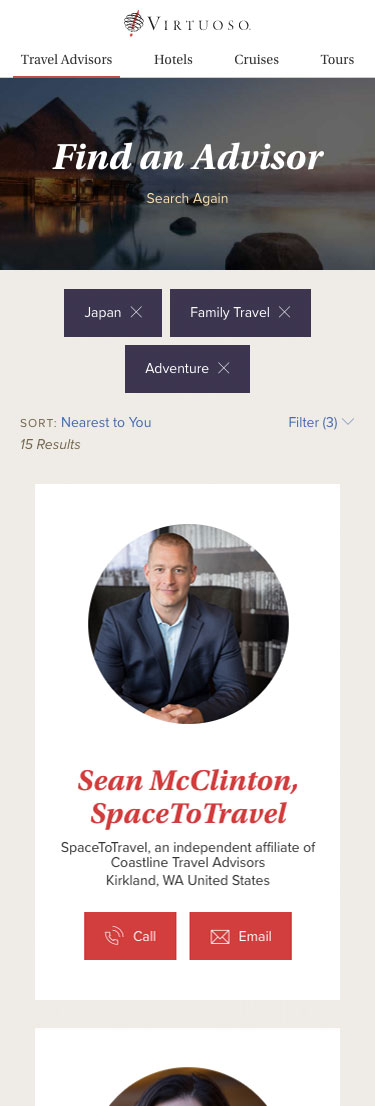 VIRTUOSO.
Travel Advisors Hotels Cruises Tours
Find an Advisor
Search Again
Japan Family Travel
Adventure
SORT: Nearest to You Filter (3)
15 Results
Sean McClinton,
SpaceToTravel
SpaceToTravel, an independent affiliate of
Coastline Travel Advisors
Kirkland, WA United States
Call Email